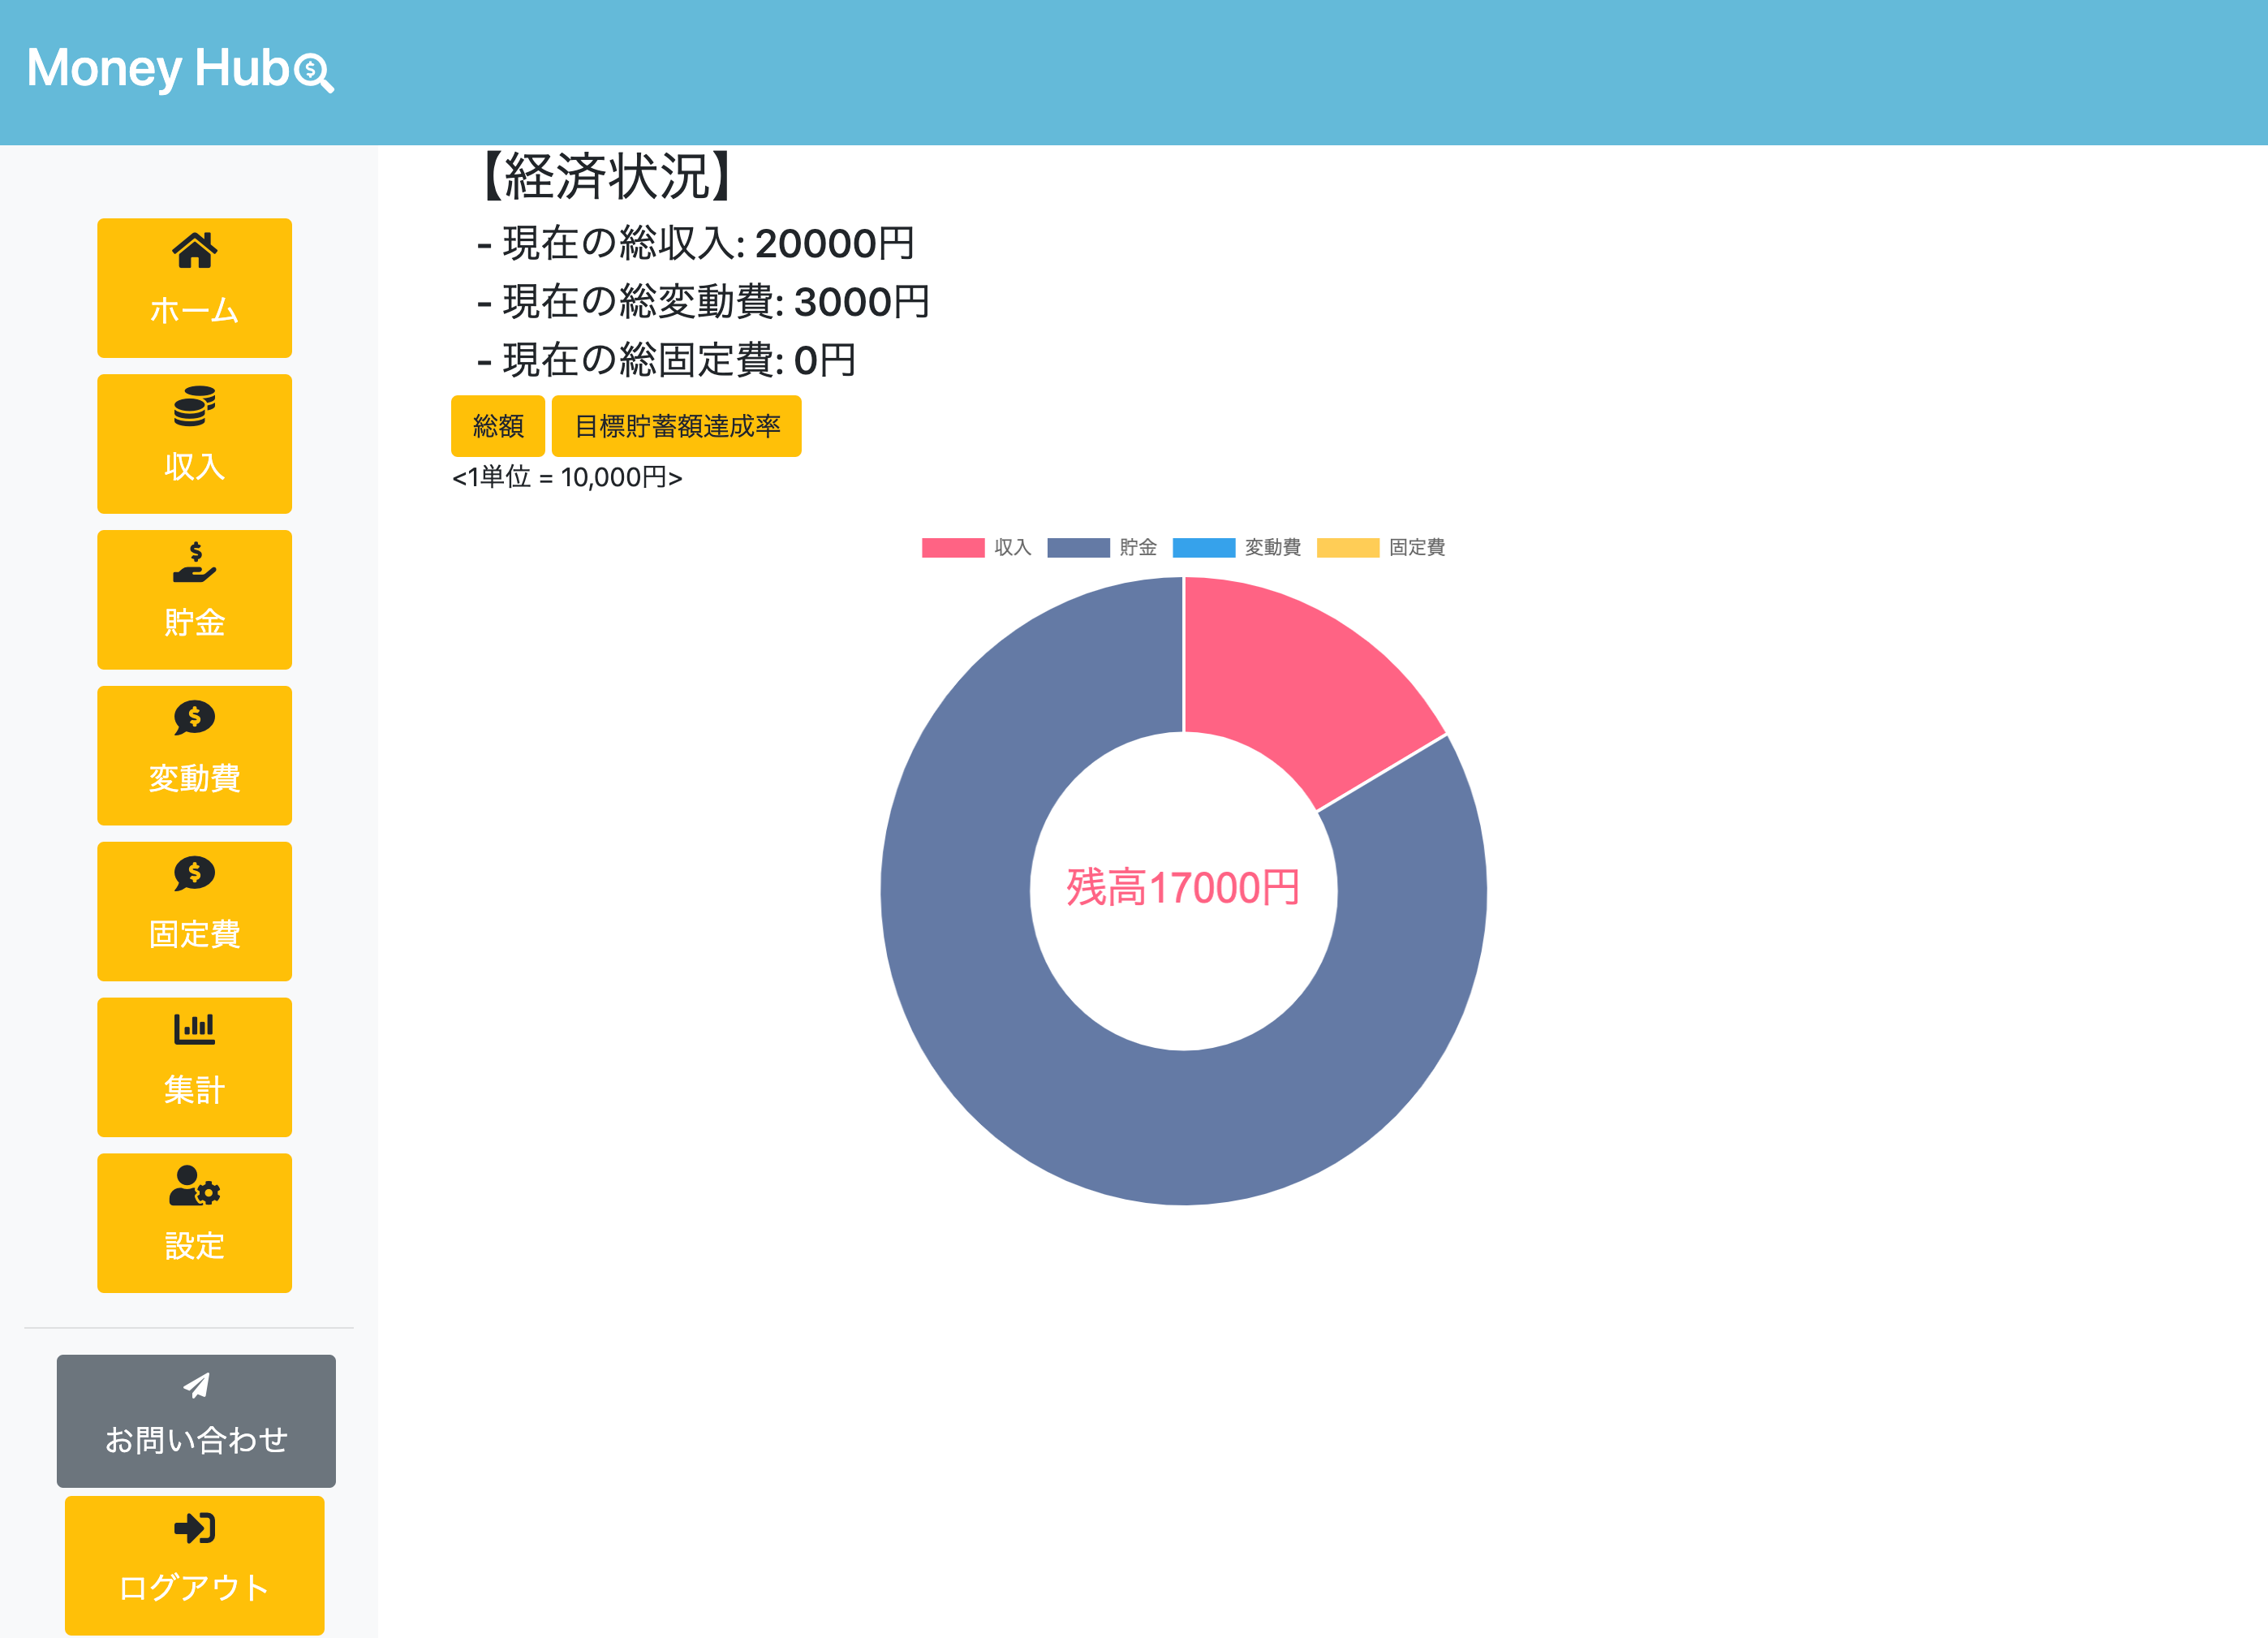 Money Hub
【経済状況】
- 現在の総収入: 20000円
- 現在の総変動費: 3000円
- 現在の総固定費: 0円
総額 目標貯蓄額達成率
<1単位 = 10,000円>
収入 貯金 変動費 固定費
残高17000円
ホーム
収入
貯金
変動費
固定費
集計
設定
お問い合わせ
ログアウト